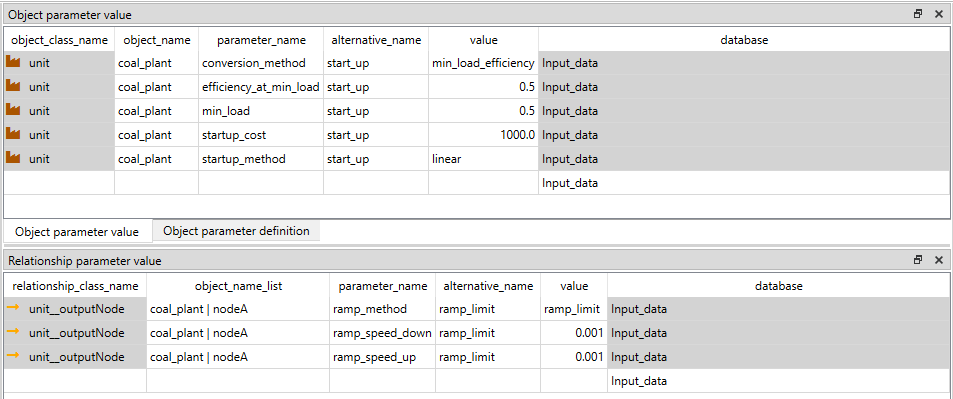 Object parameter value
object_class_name object_name parameter_name alternative_name value database
unit coal_plant conversion_method start_up min_load_efficiency Input_data
unit coal_plant efficiency_at_min_load start_up 0.5 Input_data
unit coal_plant min_load start_up 0.5 Input_data
unit coal_plant startup_cost start_up 1000.0 Input_data
unit coal_plant startup_method start_up linear Input_data
Input_data
Object parameter value Object parameter definition
Relationship parameter value
relationship_class_name object_name_list parameter_name alternative_name value database
unit__outputNode coal_plant | nodeA ramp_method ramp_limit ramp_limit Input_data
unit__outputNode coal_plant | nodeA ramp_speed_down ramp_limit 0.001 Input_data
unit__outputNode coal_plant | nodeA ramp_speed_up ramp_limit 0.001 Input_data
Input_data